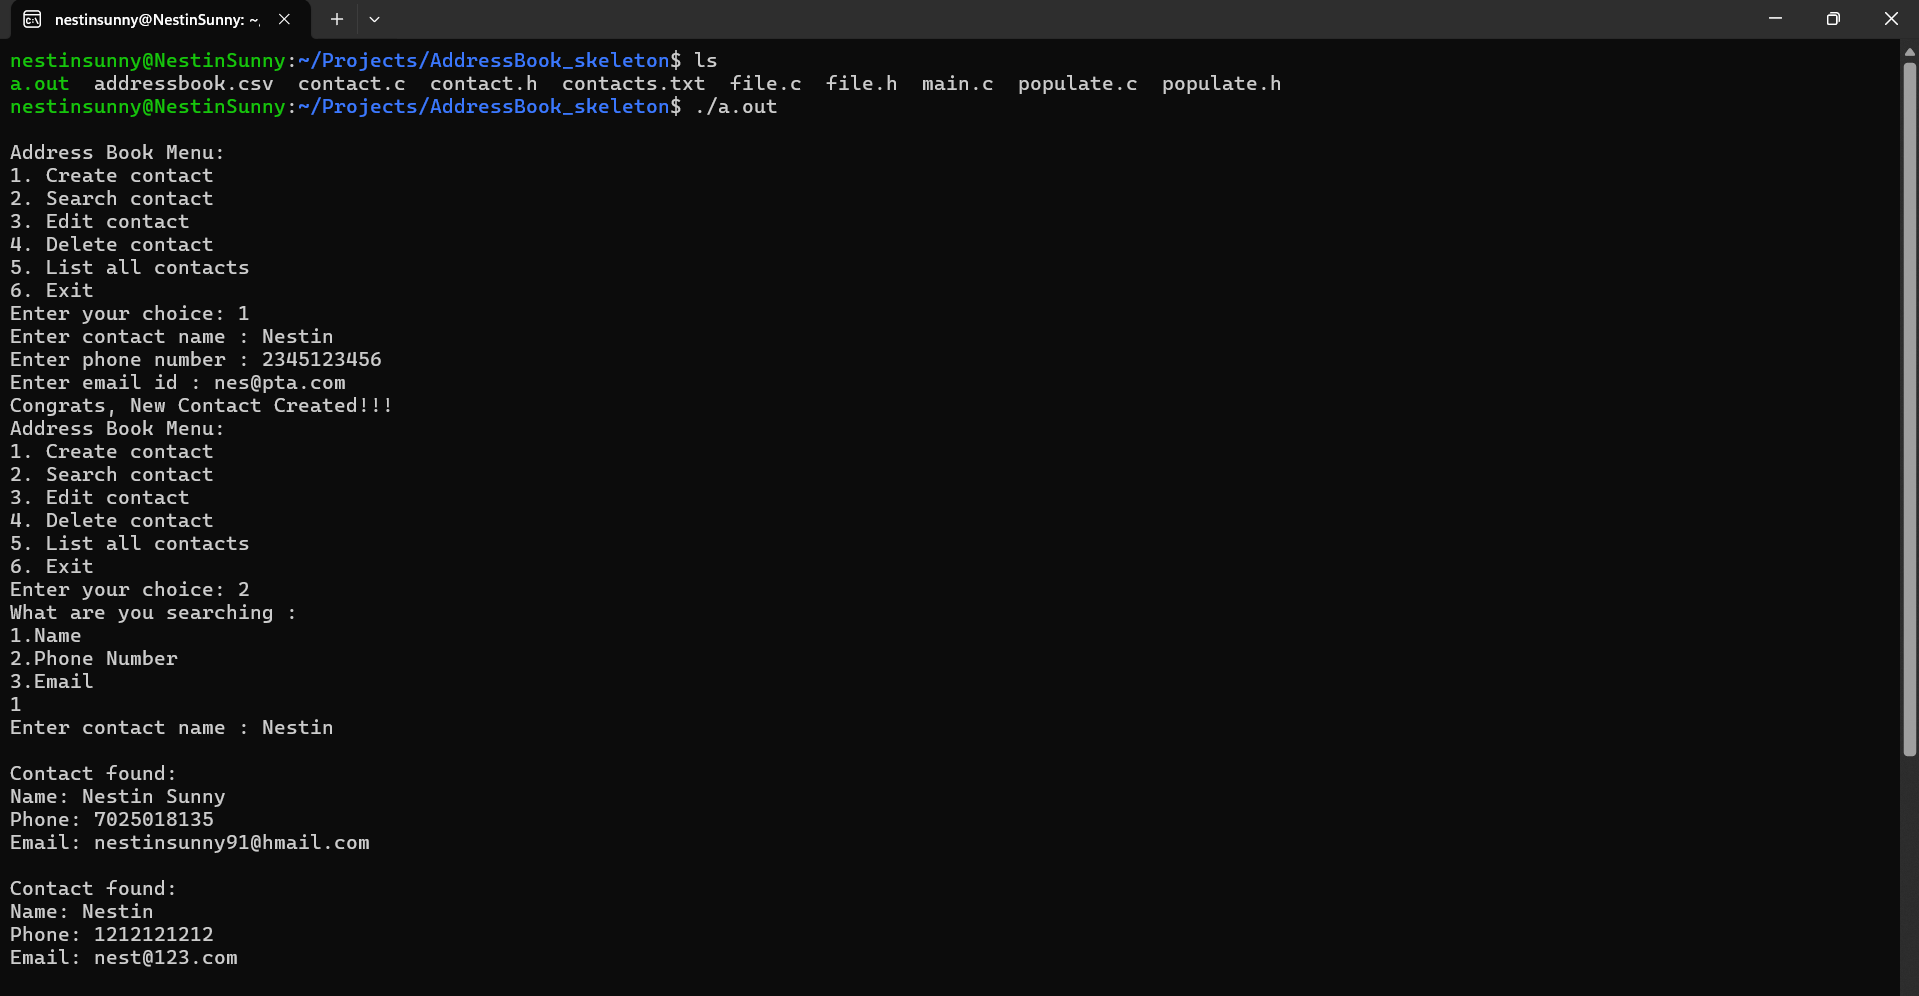 nestinsunny@NestinSunny: ~,
nestinsunny@NestinSunny:~/Projects/AddressBook_skeleton$ ls
a.out  addressbook.csv  contact.c  contact.h  contacts.txt  file.c  file.h  main.c  populate.c  populate.h
nestinsunny@NestinSunny:~/Projects/AddressBook_skeleton$ ./a.out
Address Book Menu:
1. Create contact
2. Search contact
3. Edit contact
4. Delete contact
5. List all contacts
6. Exit
Enter your choice: 1
Enter contact name : Nestin
Enter phone number : 2345123456
Enter email id : nes@pta.com
Congrats, New Contact Created!!!
Address Book Menu:
1. Create contact
2. Search contact
3. Edit contact
4. Delete contact
5. List all contacts
6. Exit
Enter your choice: 2
What are you searching :
1.Name
2.Phone Number
3.Email
1
Enter contact name : Nestin
Contact found:
Name: Nestin Sunny
Phone: 7025018135
Email: nestinsunny91@hmail.com
Contact found:
Name: Nestin
Phone: 1212121212
Email: nest@123.com